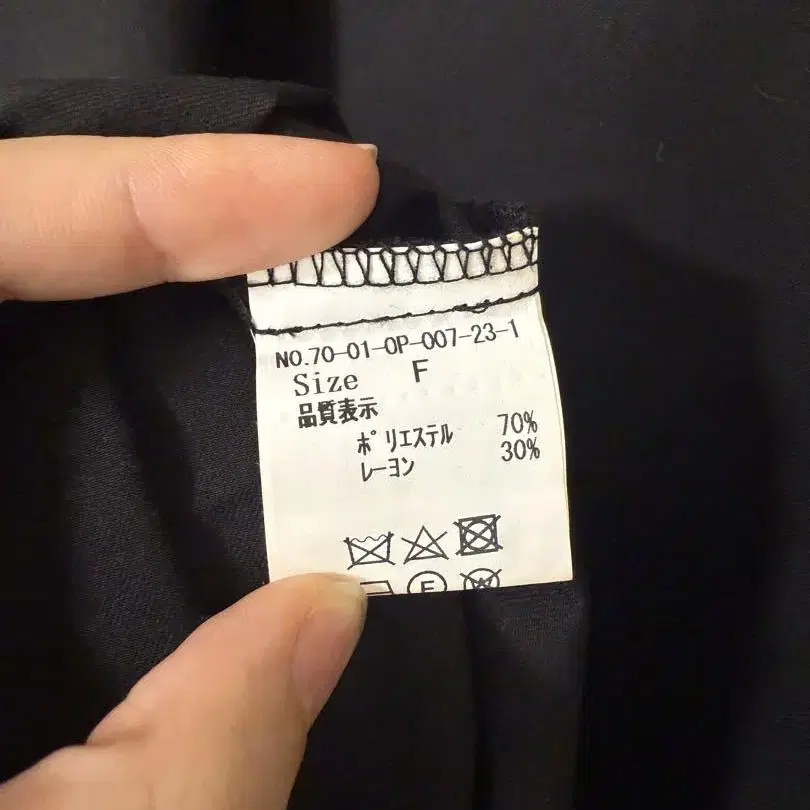 NO.70-01-OP-007-23-1
Size F
品質表示
ポリエステル 70%
レーヨン 30%
F W